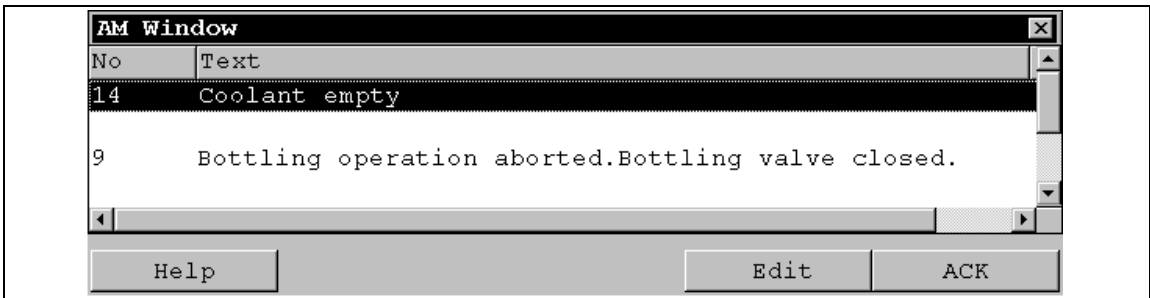 AM Window
No Text
14 Coolant empty
9 Bottling operation aborted.Bottling valve closed.
Help Edit ACK